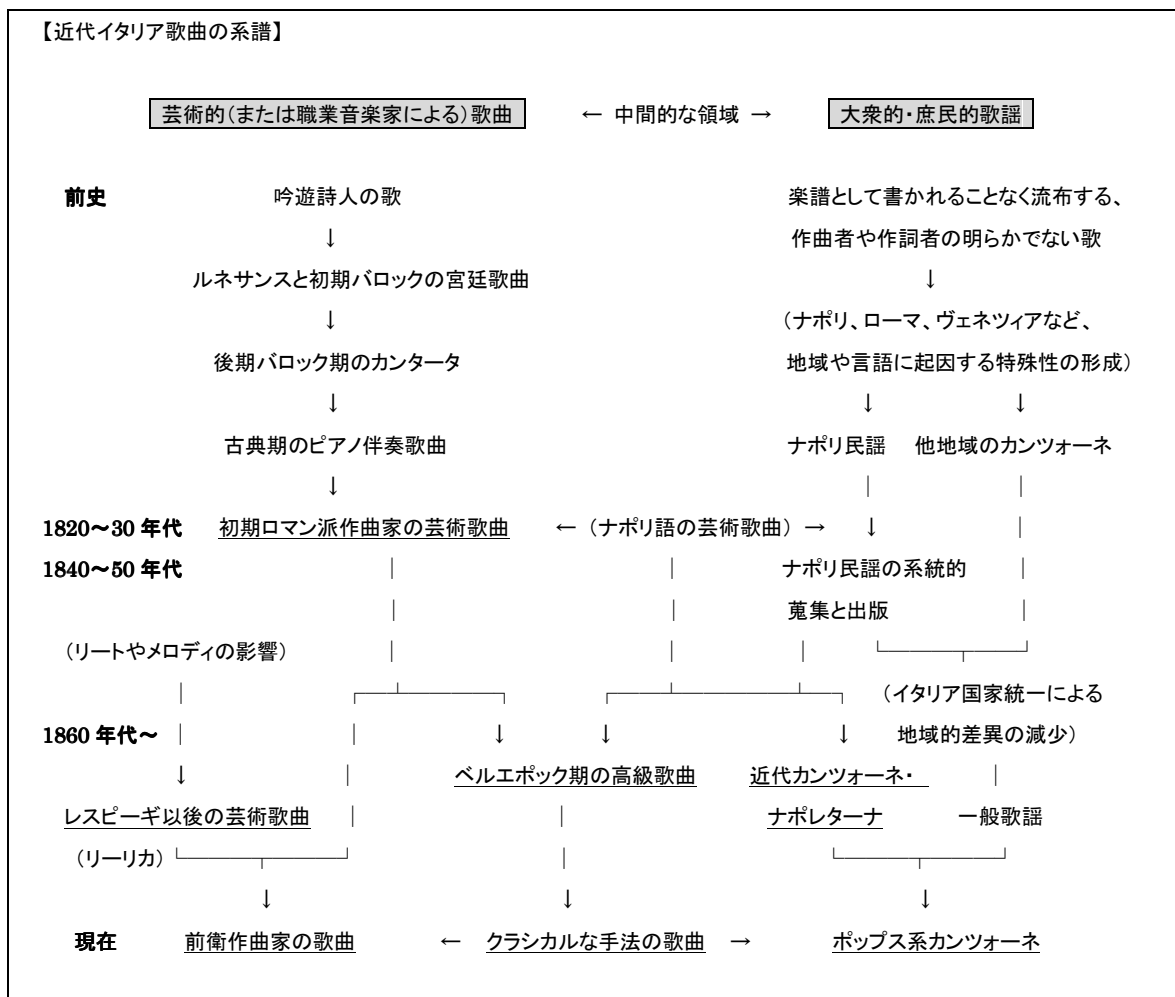 【近代イタリア歌曲の系譜】
芸術的(または職業音楽家による)歌曲 ← 中間的な領域 → 大衆的・庶民的歌謡
前史 吟遊詩人の歌 楽譜として書かれることなく流布する、
↓ 作曲者や作詞者の明らかでない歌
ルネサンスと初期バロックの宮廷歌曲 ↓
↓ (ナポリ、ローマ、ヴェネツィアなど、
後期バロック期のカンタータ 地域や言語に起因する特殊性の形成)
↓ ↓ ↓
古典期のピアノ伴奏歌曲 ナポリ民謡 他地域のカンツォーネ
↓
1820~30 年代 初期ロマン派作曲家の芸術歌曲 ← (ナポリ語の芸術歌曲) → ↓
1840~50 年代 ナポリ民謡の系統的
蒐集と出版
(リートやメロディの影響)
(イタリア国家統一による
1860 年代~ ↓ ↓ ↓ 地域的差異の減少)
↓ ベルエポック期の高級歌曲 近代カンツォーネ・
レスピーギ以後の芸術歌曲 ナポレターナ 一般歌謡
(リーリカ)
↓ ↓ ↓
現在 前衛作曲家の歌曲 ← クラシカルな手法の歌曲 → ポップス系カンツォーネ